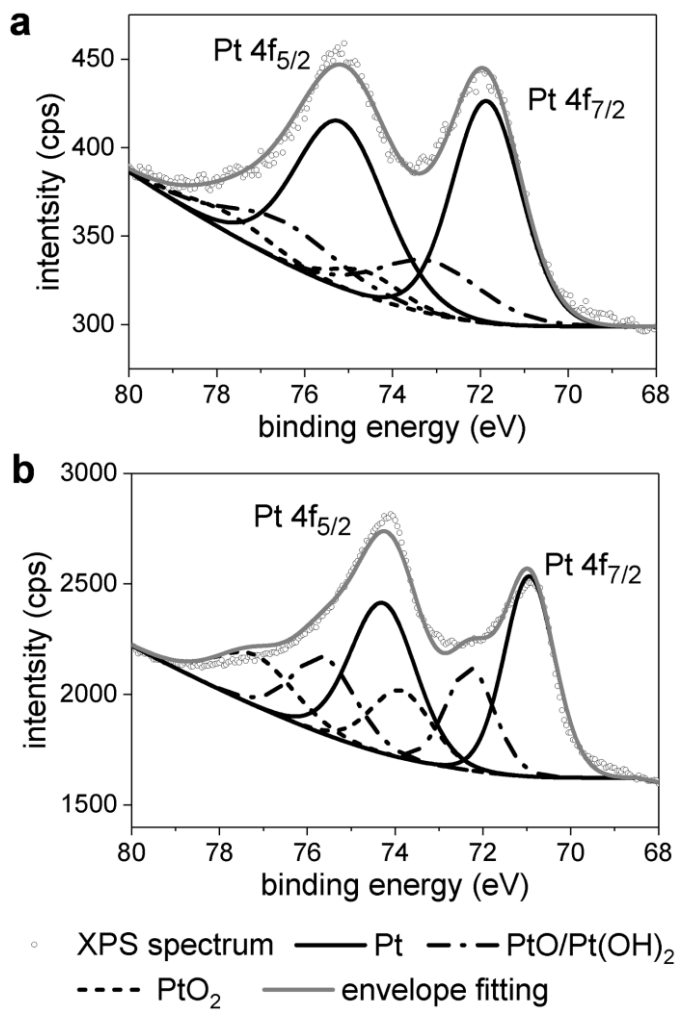 a
Pt 4f5/2
Pt 4f7/2
450
400
350
300
intentsity (cps)
80 78 76 74 72 70 68
binding energy (eV)
b
Pt 4f5/2
Pt 4f7/2
3000
2500
2000
1500
intentsity (cps)
80 78 76 74 72 70 68
binding energy (eV)
XPS spectrum Pt PtO/Pt(OH)2
PtO2 envelope fitting